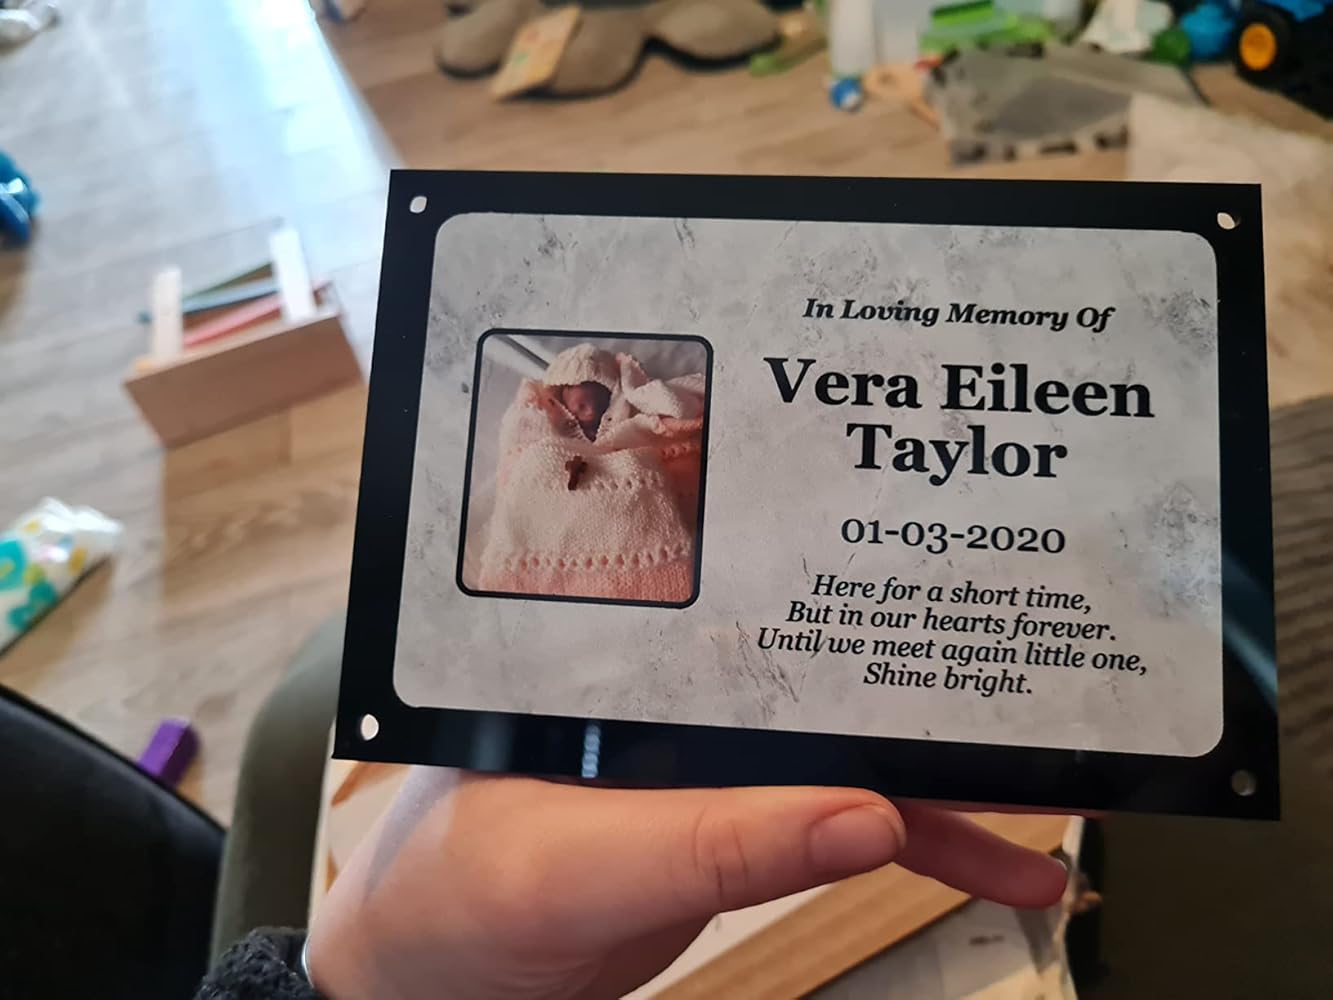 In Loving Memory Of
Vera Eileen
Taylor
01-03-2020
Here for a short time,
But in our hearts forever.
Until we meet again little one,
Shine bright.